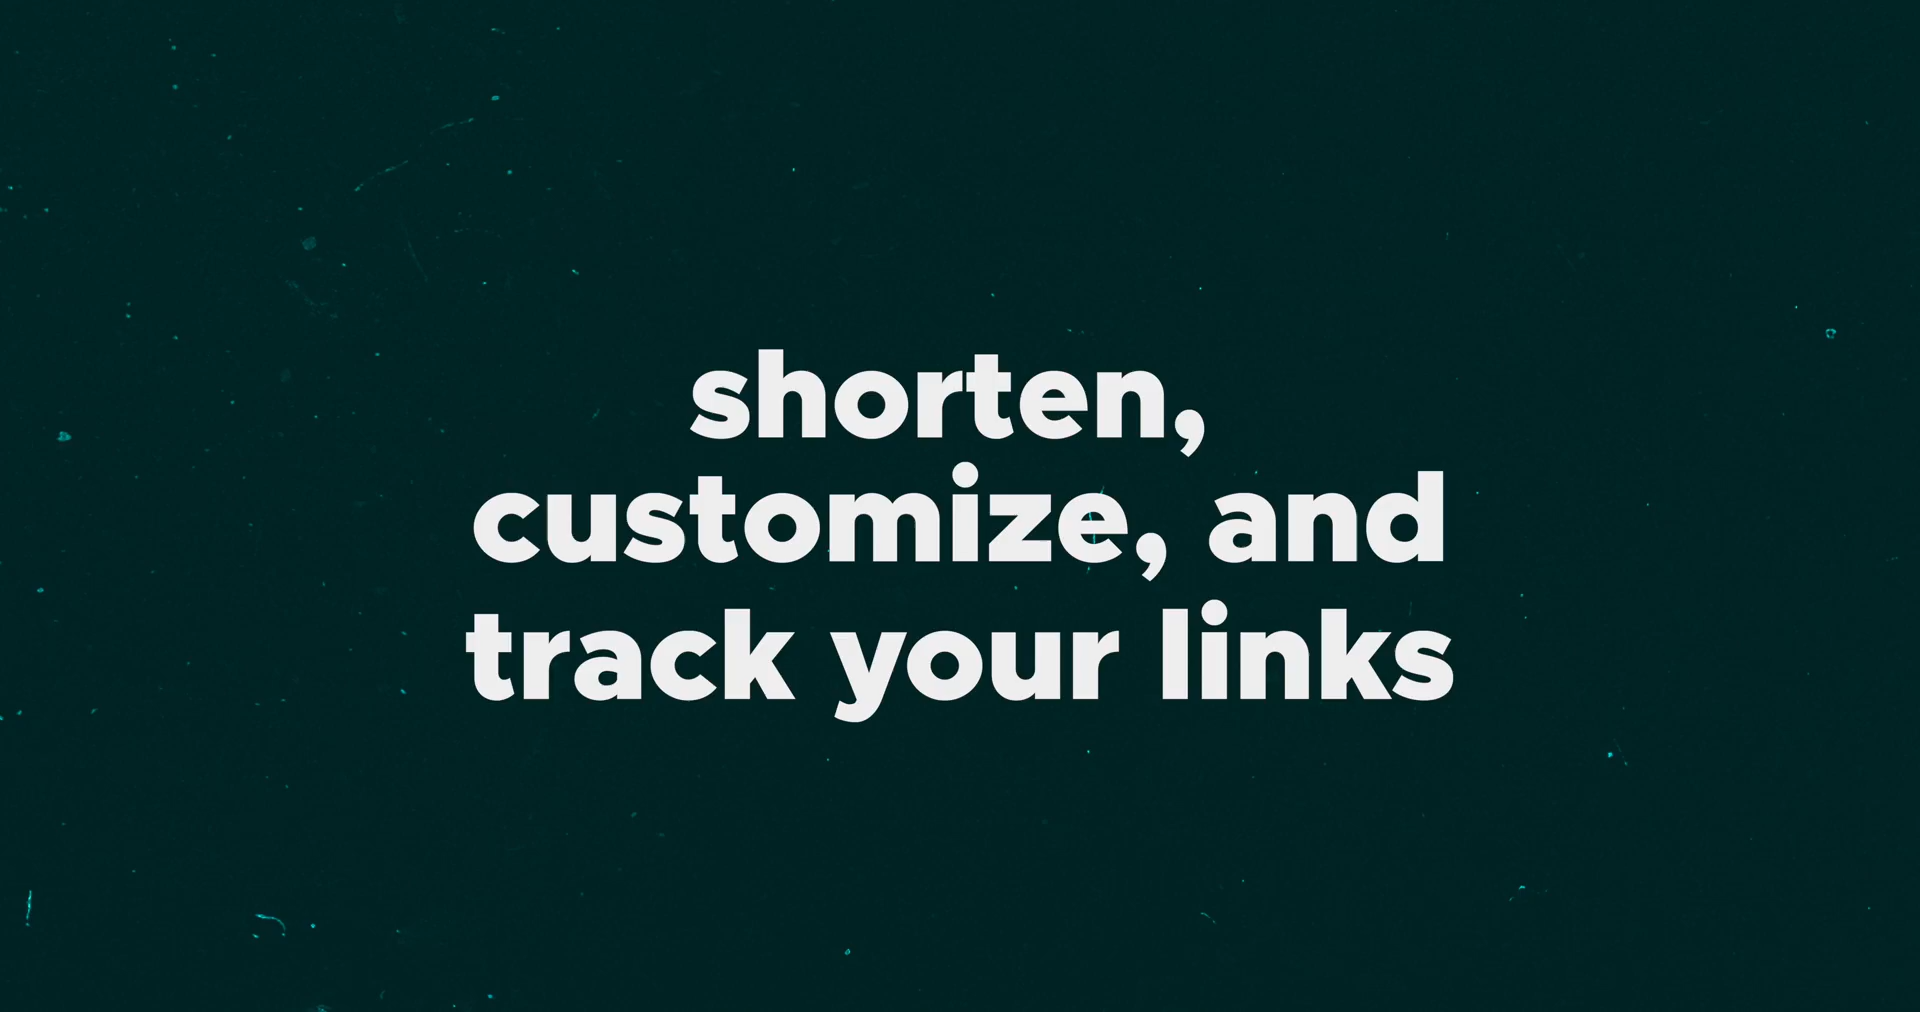 shorten,
customize, and
track your links